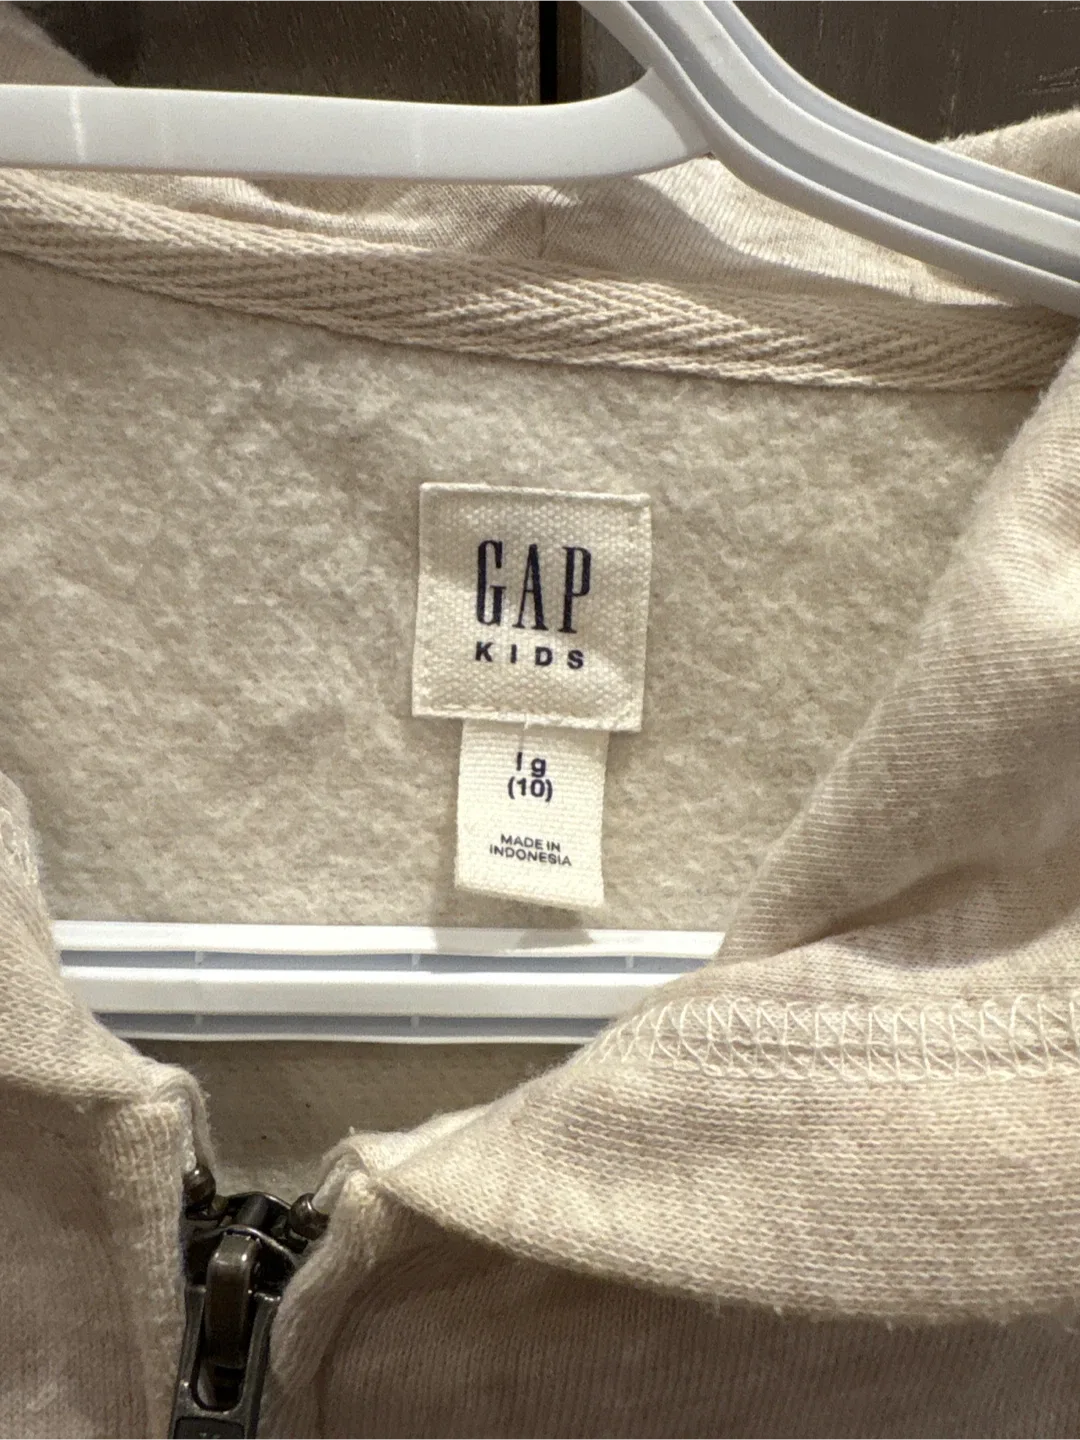 GAP
KIDS
lg
(10)
MADE IN
INDONESIA